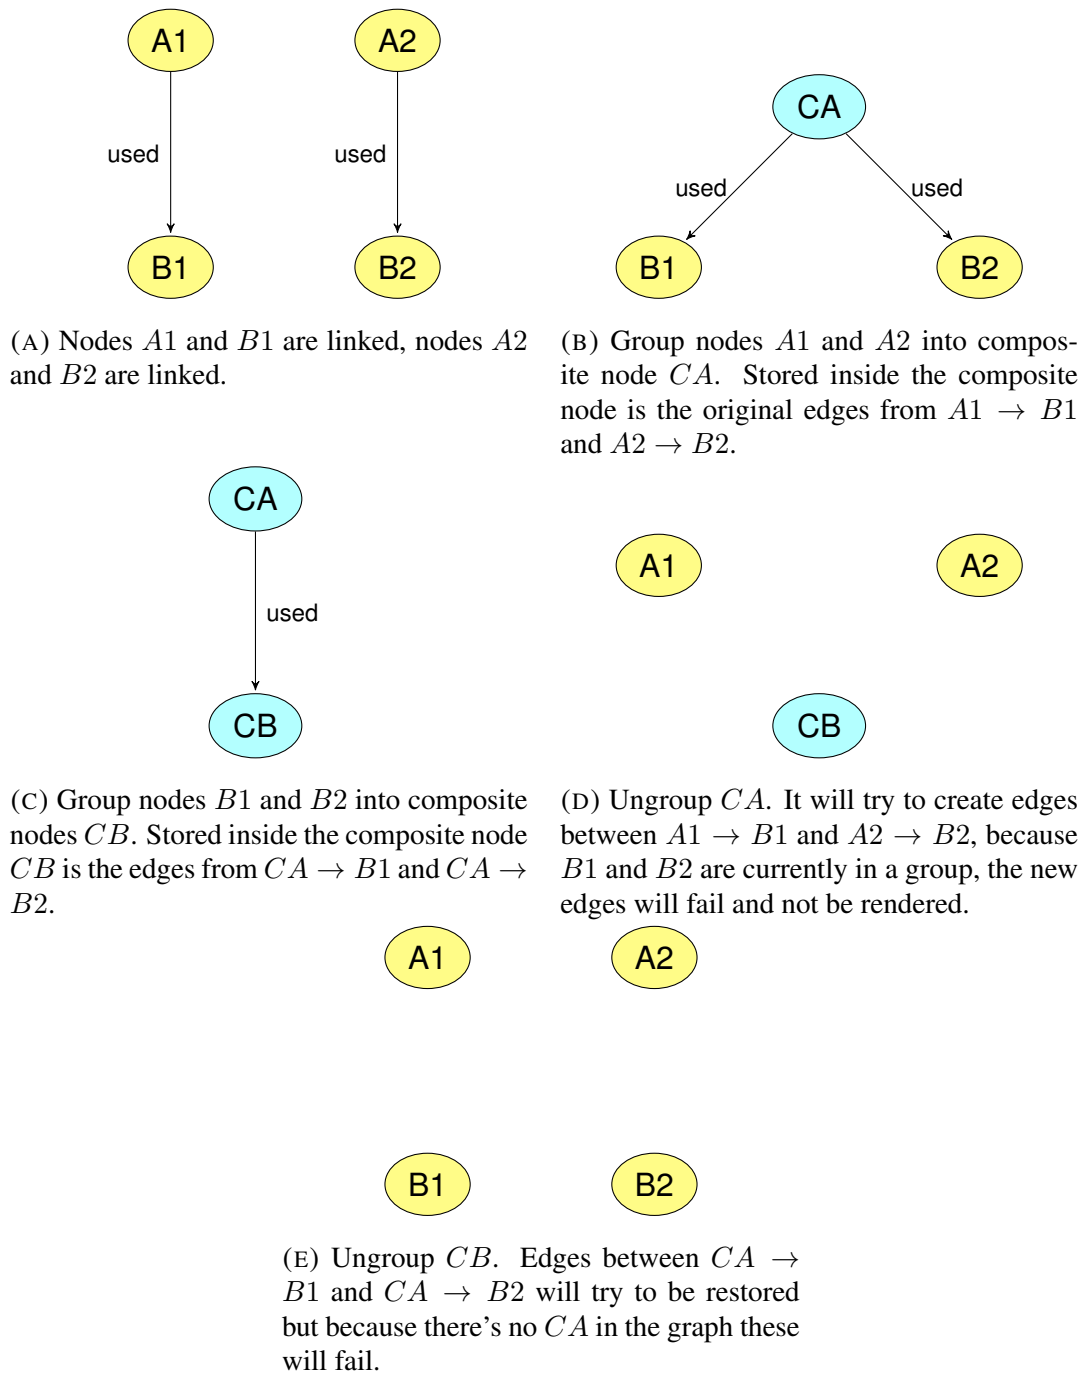 A1
A2
used
used
B1
B2
(A) Nodes A1 and B1 are linked, nodes A2
and B2 are linked.
CA
used
used
B1
B2
(B) Group nodes A1 and A2 into compos-
ite node CA. Stored inside the composite
node is the original edges from A1 → B1
and A2 → B2.
CA
used
CB
(C) Group nodes B1 and B2 into composite
nodes CB. Stored inside the composite node
CB is the edges from CA → B1 and CA →
B2.
A1
A2
CB
(D) Ungroup CA. It will try to create edges
between A1 → B1 and A2 → B2, because
B1 and B2 are currently in a group, the new
edges will fail and not be rendered.
A1
A2
B1
B2
(E) Ungroup CB. Edges between CA →
B1 and CA → B2 will try to be restored
but because there's no CA in the graph these
will fail.